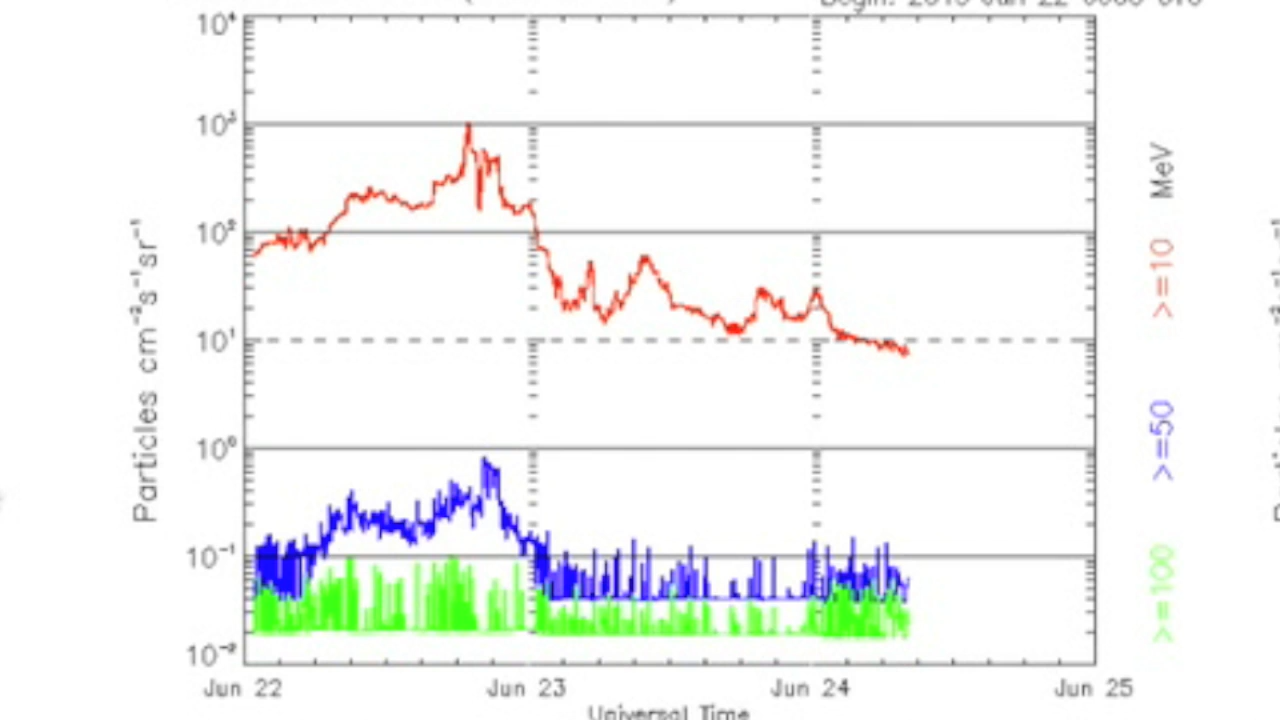 10⁴
10³
10²
10¹
10⁰
10⁻¹
10⁻²
Particles cm⁻²s⁻¹sr⁻¹
Jun 22
Jun 23
Jun 24
Jun 25
Universal Time
MeV
>=10
>=50
>=100